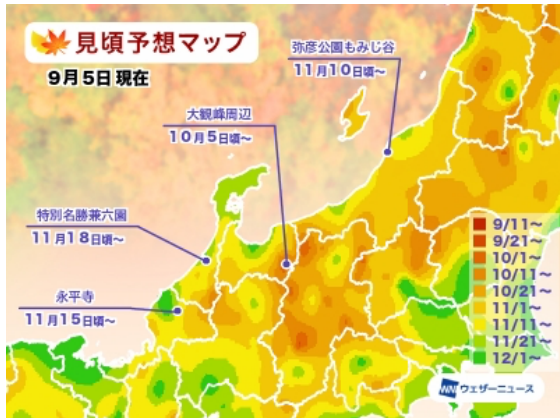 見頃予想マップ
9月5日現在
弥彦公園もみじ谷
11月10日頃～
大観峰周辺
10月5日頃～
特別名勝兼六園
11月18日頃～
永平寺
11月15日頃～
9/11～
9/21～
10/1～
10/11～
10/21～
11/1～
11/11～
11/21～
12/1～
WNI ウェザーニュース